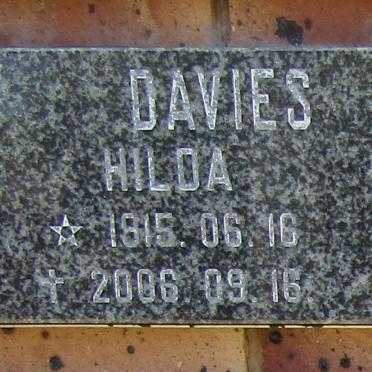 DAVIES
HILDA
☆ 1915. 06. 16
† 2006. 09. 16.